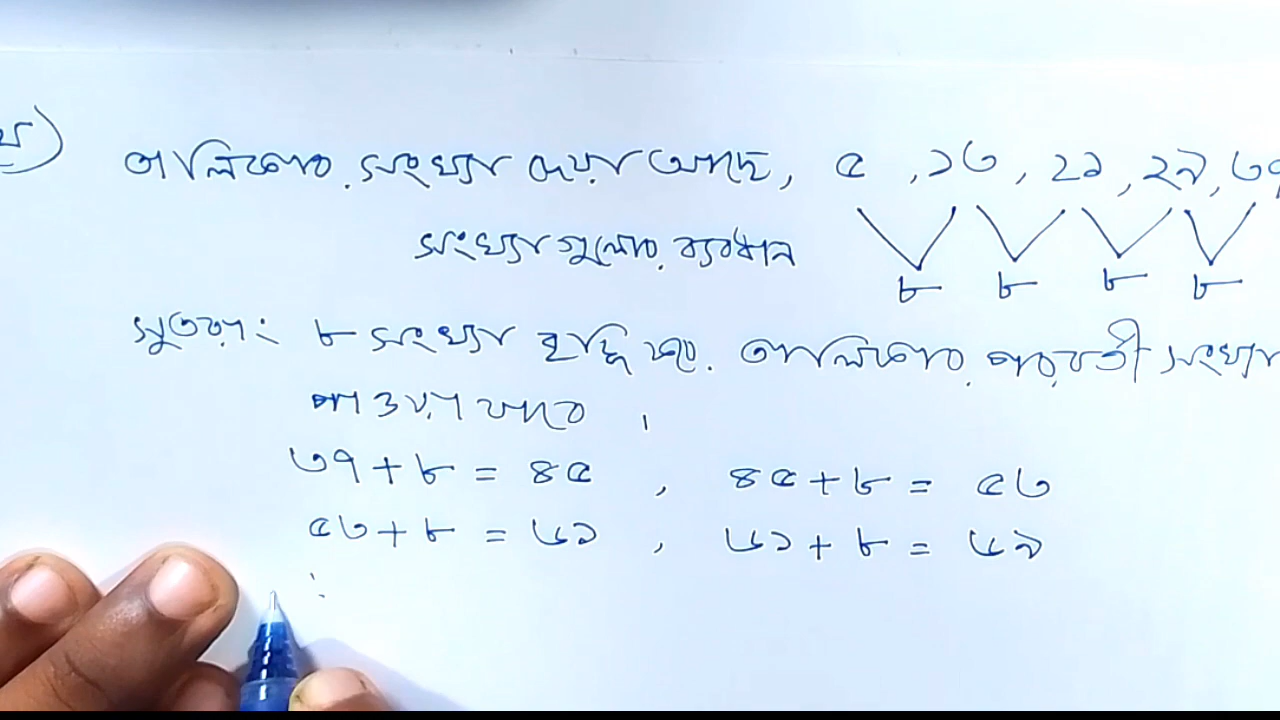 খ) তালিকার সংখ্যা দেয়া আছে, ৫, ১৩, ২১, ২৯, ৩৭
সংখ্যাগুলোর ব্যবধান ৮ ৮ ৮ ৮
সুতরাং : ৮ সংখ্যা বৃদ্ধি হয়ে তালিকার পরবর্তী সংখ্যা
পাওয়া যাবে ।
৩৭ + ৮ = ৪৫ , ৪৫ + ৮ = ৫৩
৫৩ + ৮ = ৬১ , ৬১ + ৮ = ৬৯
: